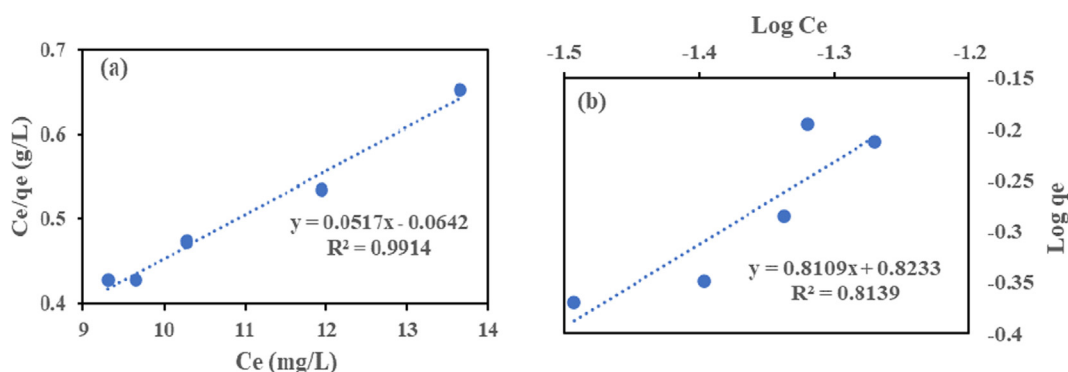 (a)
0.7
0.6
0.5
0.4
Ce/qe (g/L)
y = 0.0517x - 0.0642
R² = 0.9914
9 10 11 12 13 14
Ce (mg/L)
Log Ce
-1.5 -1.4 -1.3 -1.2
(b)
-0.15
-0.2
-0.25
-0.3
-0.35
-0.4
Log qe
y = 0.8109x + 0.8233
R² = 0.8139